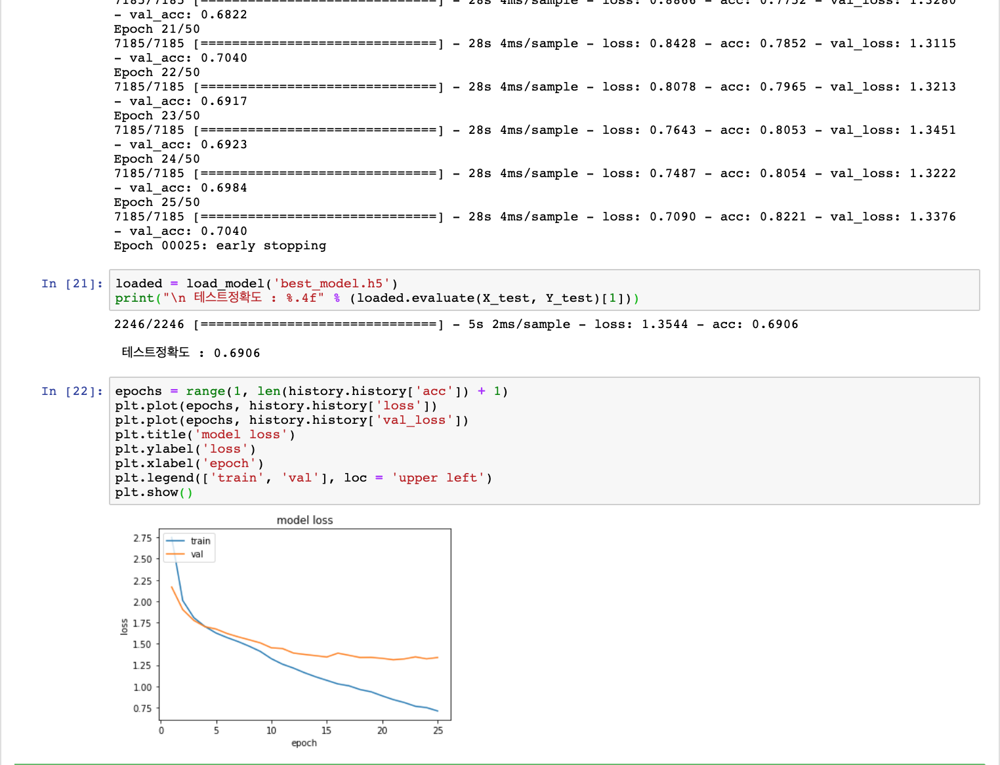 7185/7185 [==============================] - 28s 4ms/sample - loss: 0.8866 - acc: 0.7752 - val_loss: 1.3280
- val_acc: 0.6822
Epoch 21/50
7185/7185 [==============================] - 28s 4ms/sample - loss: 0.8428 - acc: 0.7852 - val_loss: 1.3115
- val_acc: 0.7040
Epoch 22/50
7185/7185 [==============================] - 28s 4ms/sample - loss: 0.8078 - acc: 0.7965 - val_loss: 1.3213
- val_acc: 0.6917
Epoch 23/50
7185/7185 [==============================] - 28s 4ms/sample - loss: 0.7643 - acc: 0.8053 - val_loss: 1.3451
- val_acc: 0.6923
Epoch 24/50
7185/7185 [==============================] - 28s 4ms/sample - loss: 0.7487 - acc: 0.8054 - val_loss: 1.3222
- val_acc: 0.6984
Epoch 25/50
7185/7185 [==============================] - 28s 4ms/sample - loss: 0.7090 - acc: 0.8221 - val_loss: 1.3376
- val_acc: 0.7040
Epoch 00025: early stopping
In [21]: loaded = load_model('best_model.h5')
print("\n 테스트정확도 : %.4f" % (loaded.evaluate(X_test, Y_test)[1]))
2246/2246 [==============================] - 5s 2ms/sample - loss: 1.3544 - acc: 0.6906
테스트정확도 : 0.6906
In [22]: epochs = range(1, len(history.history['acc']) + 1)
plt.plot(epochs, history.history['loss'])
plt.plot(epochs, history.history['val_loss'])
plt.title('model loss')
plt.ylabel('loss')
plt.xlabel('epoch')
plt.legend(['train', 'val'], loc = 'upper left')
plt.show()
model loss
train
val
2.75
2.50
2.25
2.00
1.75
1.50
1.25
1.00
0.75
loss
0 5 10 15 20 25
epoch